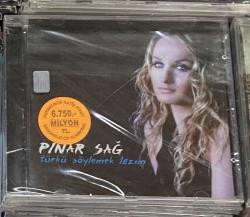 6.750.-
MİLYON
TL.
PINAR SAĞ
türkü söylemek lazım